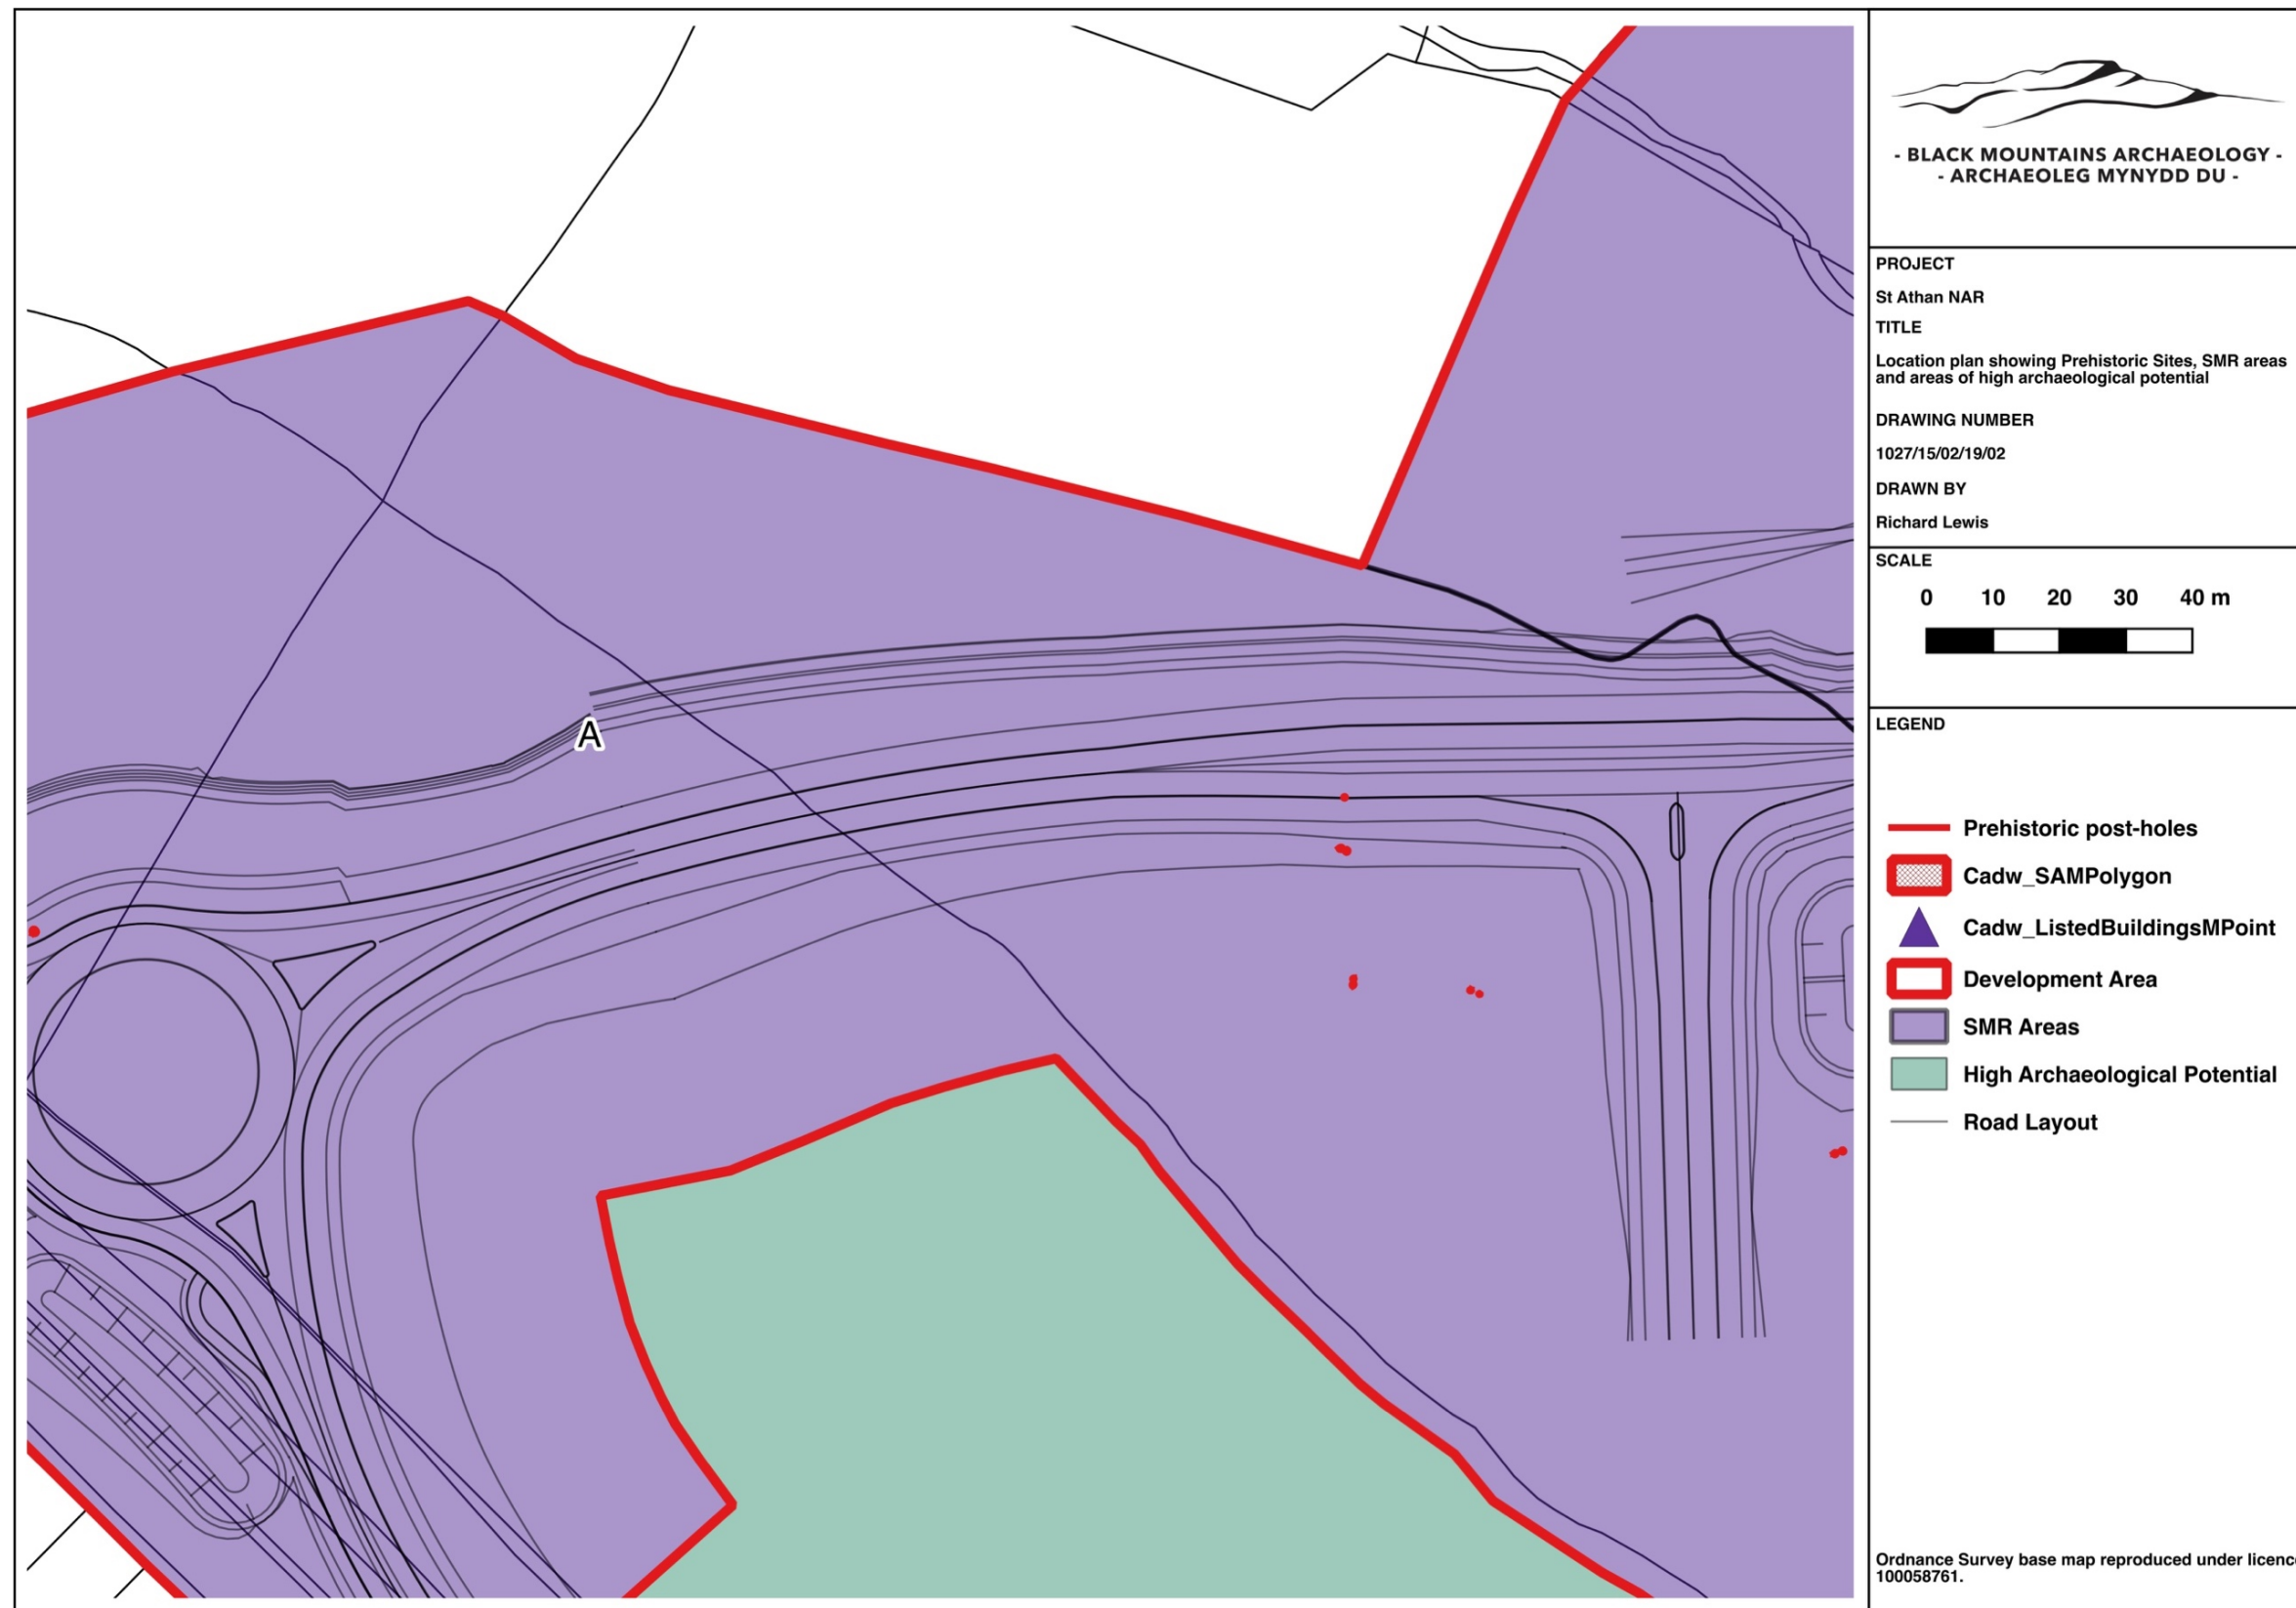 A
- BLACK MOUNTAINS ARCHAEOLOGY -
- ARCHAEOLEG MYNYDD DU -
PROJECT
St Athan NAR
TITLE
Location plan showing Prehistoric Sites, SMR areas
and areas of high archaeological potential
DRAWING NUMBER
1027/15/02/19/02
DRAWN BY
Richard Lewis
SCALE
0 10 20 30 40 m
LEGEND
Prehistoric post-holes
Cadw_SAMPolygon
Cadw_ListedBuildingsMPoint
Development Area
SMR Areas
High Archaeological Potential
Road Layout
Ordnance Survey base map reproduced under licenc
100058761.